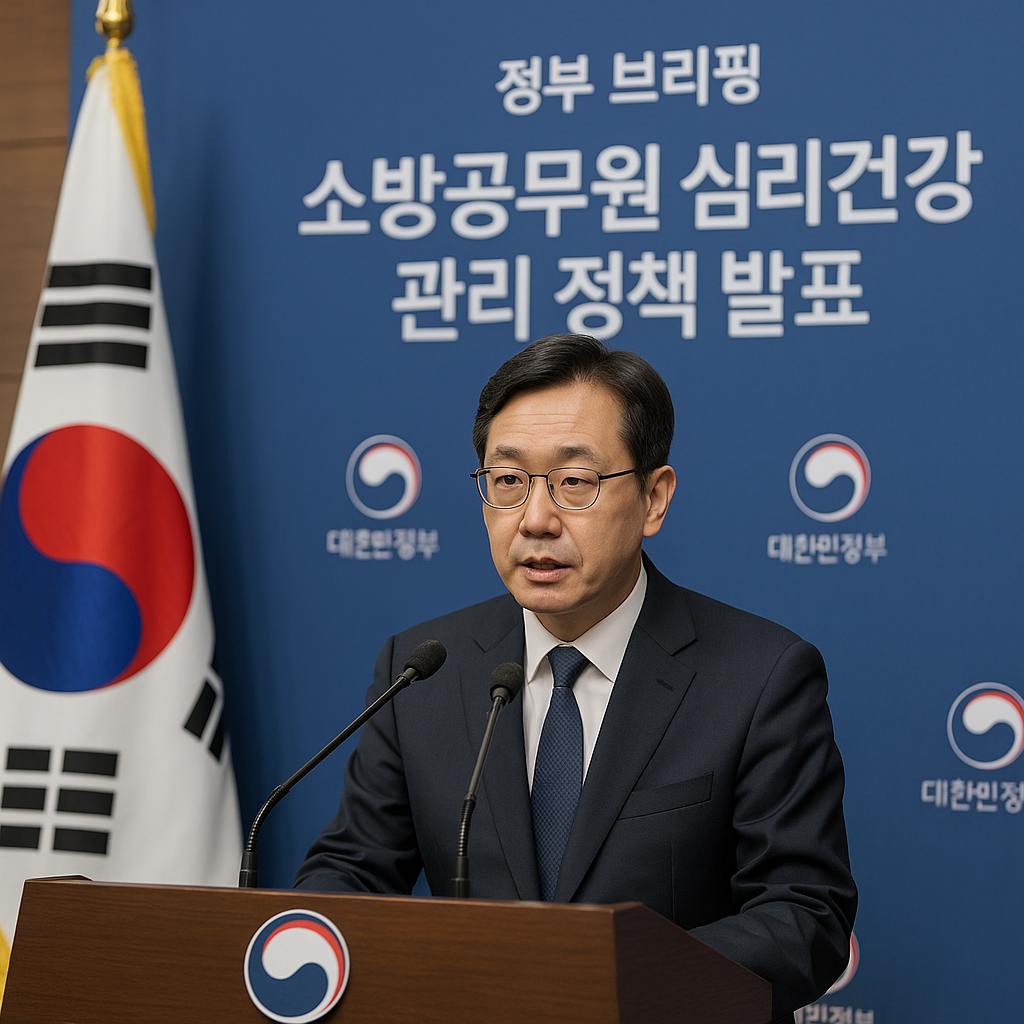 정부 브리핑
소방공무원 심리건강
관리 정책 발표
대한민정부
대한민정부
대한민정